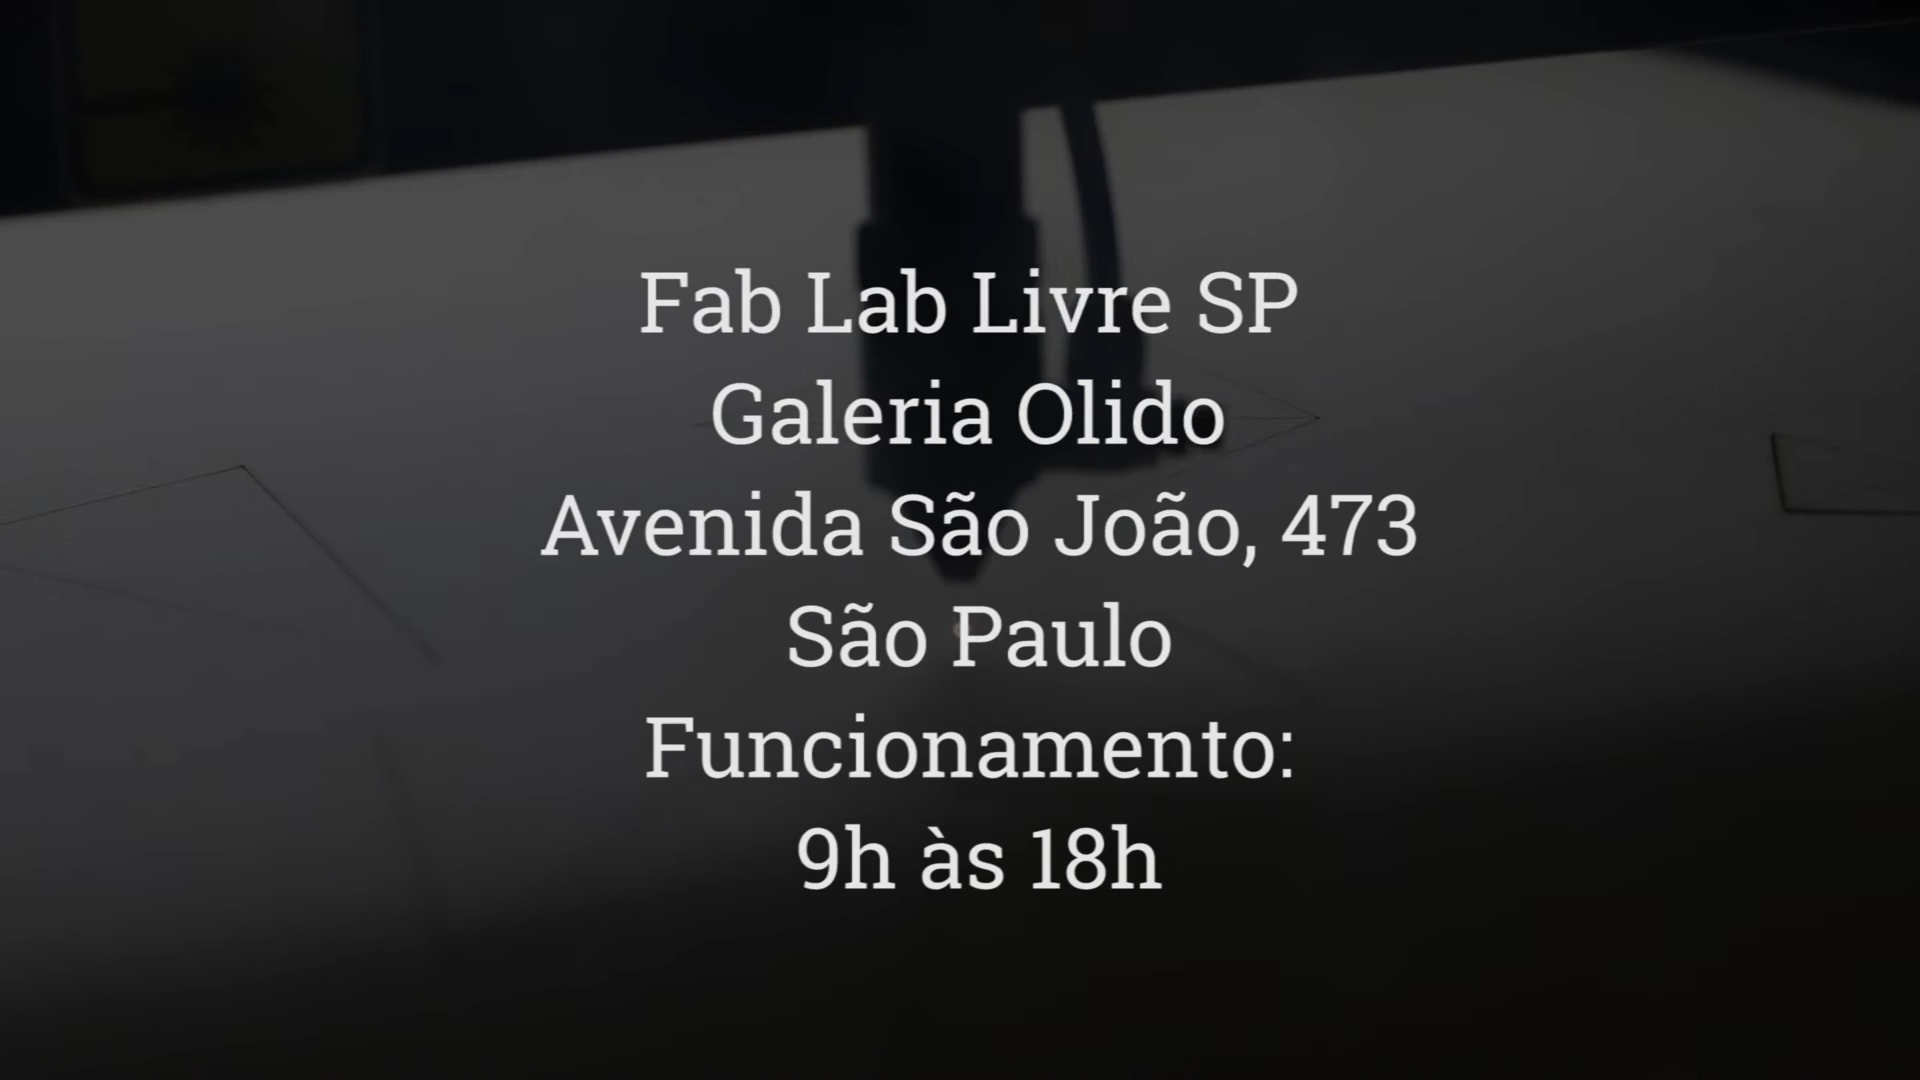 Fab Lab Livre SP
Galeria Olido
Avenida São João, 473
São Paulo
Funcionamento:
9h às 18h